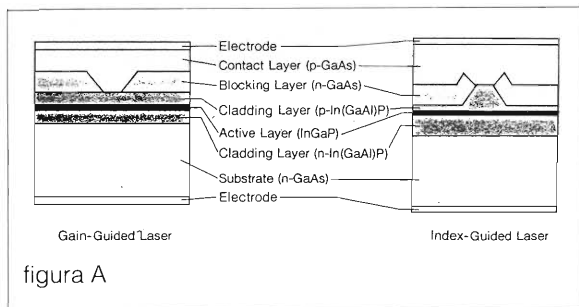 Electrode
Contact Layer (p-GaAs)
Blocking Layer (n-GaAs)
Cladding Layer (p-In(GaAl)P)
Active Layer (InGaP)
Cladding Layer (n-In(GaAl)P)
Substrate (n-GaAs)
Electrode
Gain-Guided Laser
Index-Guided Laser
figura A